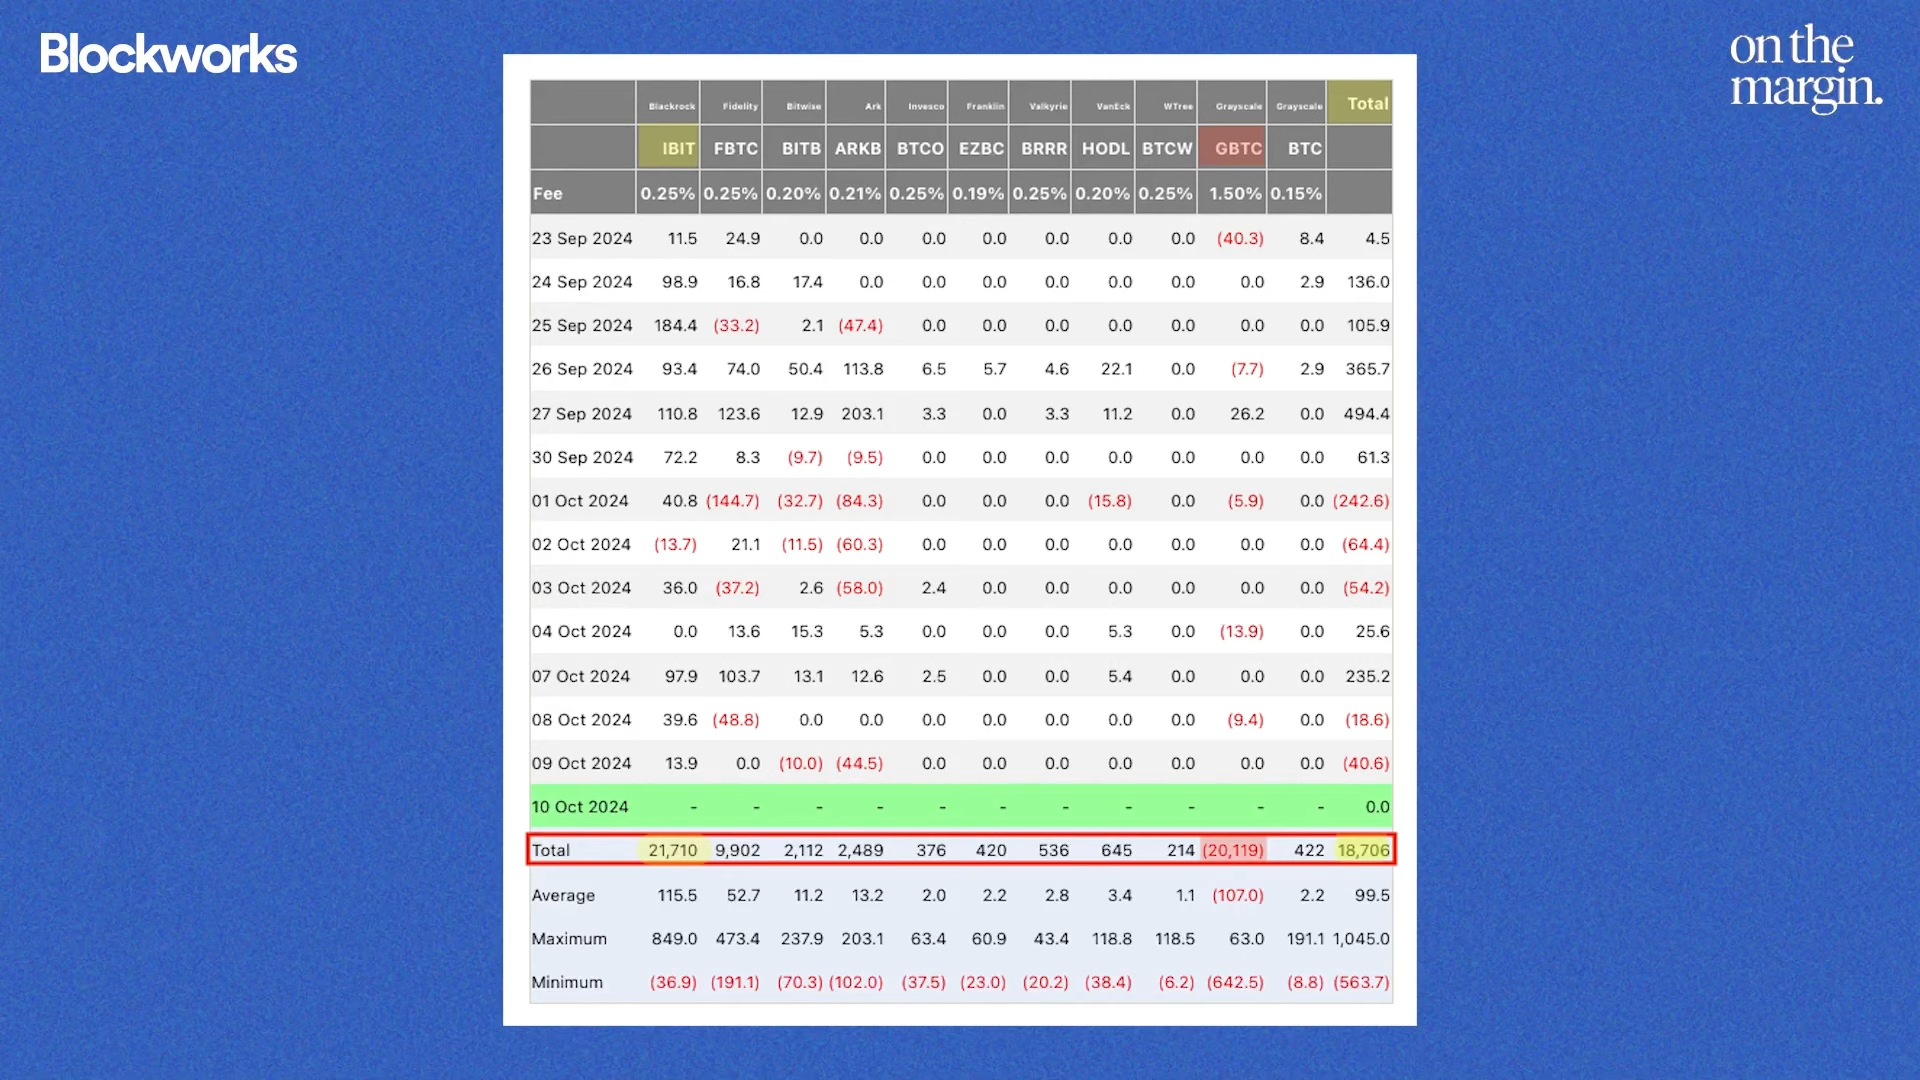 Blockworks
on the
margin.
Blackrock Fidelity Bitwise Ark Invesco Franklin Valkyrie VanEck WTree Grayscale Grayscale Total
IBIT FBTC BITB ARKB BTCO EZBC BRRR HODL BTCW GBTC BTC
Fee 0.25% 0.25% 0.20% 0.21% 0.25% 0.19% 0.25% 0.20% 0.25% 1.50% 0.15%
23 Sep 2024 11.5 24.9 0.0 0.0 0.0 0.0 0.0 0.0 0.0 (40.3) 8.4 4.5
24 Sep 2024 98.9 16.8 17.4 0.0 0.0 0.0 0.0 0.0 0.0 0.0 2.9 136.0
25 Sep 2024 184.4 (33.2) 2.1 (47.4) 0.0 0.0 0.0 0.0 0.0 0.0 0.0 105.9
26 Sep 2024 93.4 74.0 50.4 113.8 6.5 5.7 4.6 22.1 0.0 (7.7) 2.9 365.7
27 Sep 2024 110.8 123.6 12.9 203.1 3.3 0.0 3.3 11.2 0.0 26.2 0.0 494.4
30 Sep 2024 72.2 8.3 (9.7) (9.5) 0.0 0.0 0.0 0.0 0.0 0.0 0.0 61.3
01 Oct 2024 40.8 (144.7) (32.7) (84.3) 0.0 0.0 0.0 (15.8) 0.0 (5.9) 0.0 (242.6)
02 Oct 2024 (13.7) 21.1 (11.5) (60.3) 0.0 0.0 0.0 0.0 0.0 0.0 0.0 (64.4)
03 Oct 2024 36.0 (37.2) 2.6 (58.0) 2.4 0.0 0.0 0.0 0.0 0.0 0.0 (54.2)
04 Oct 2024 0.0 13.6 15.3 5.3 0.0 0.0 0.0 5.3 0.0 (13.9) 0.0 25.6
07 Oct 2024 97.9 103.7 13.1 12.6 2.5 0.0 0.0 5.4 0.0 0.0 0.0 235.2
08 Oct 2024 39.6 (48.8) 0.0 0.0 0.0 0.0 0.0 0.0 0.0 (9.4) 0.0 (18.6)
09 Oct 2024 13.9 0.0 (10.0) (44.5) 0.0 0.0 0.0 0.0 0.0 0.0 0.0 (40.6)
10 Oct 2024 - - - - - - - - - - - 0.0
Total 21,710 9,902 2,112 2,489 376 420 536 645 214 (20,119) 422 18,706
Average 115.5 52.7 11.2 13.2 2.0 2.2 2.8 3.4 1.1 (107.0) 2.2 99.5
Maximum 849.0 473.4 237.9 203.1 63.4 60.9 43.4 118.8 118.5 63.0 191.1 1,045.0
Minimum (36.9) (191.1) (70.3) (102.0) (37.5) (23.0) (20.2) (38.4) (6.2) (642.5) (8.8) (563.7)